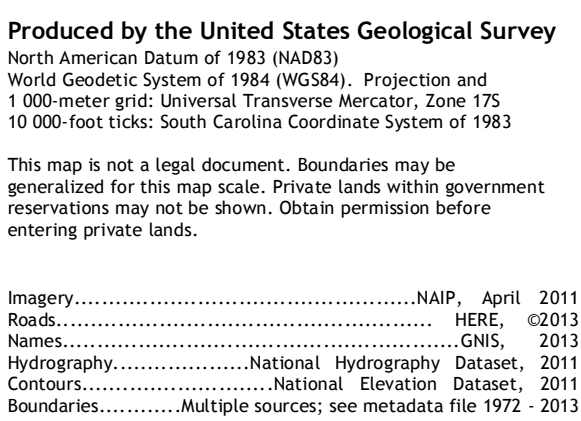 Produced by the United States Geological Survey
North American Datum of 1983 (NAD83)
World Geodetic System of 1984 (WGS84).  Projection and
1 000-meter grid: Universal Transverse Mercator, Zone 17S
10 000-foot ticks: South Carolina Coordinate System of 1983
This map is not a legal document. Boundaries may be
generalized for this map scale. Private lands within government
reservations may not be shown. Obtain permission before
entering private lands.
Imagery..................................................NAIP, April 2011
Roads....................................................... HERE, ©2013
Names..........................................................GNIS, 2013
Hydrography....................National Hydrography Dataset, 2011
Contours............................National Elevation Dataset, 2011
Boundaries............Multiple sources; see metadata file 1972 - 2013